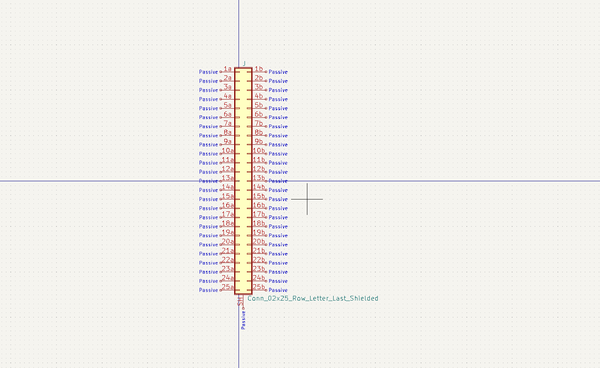 J
Passive 1a 1b Passive
Passive 2a 2b Passive
Passive 3a 3b Passive
Passive 4a 4b Passive
Passive 5a 5b Passive
Passive 6a 6b Passive
Passive 7a 7b Passive
Passive 8a 8b Passive
Passive 9a 9b Passive
Passive 10a 10b Passive
Passive 11a 11b Passive
Passive 12a 12b Passive
Passive 13a 13b Passive
Passive 14a 14b Passive
Passive 15a 15b Passive
Passive 16a 16b Passive
Passive 17a 17b Passive
Passive 18a 18b Passive
Passive 19a 19b Passive
Passive 20a 20b Passive
Passive 21a 21b Passive
Passive 22a 22b Passive
Passive 23a 23b Passive
Passive 24a 24b Passive
Passive 25a 25b Passive
Conn_02x25_Row_Letter_Last_Shielded
Passive